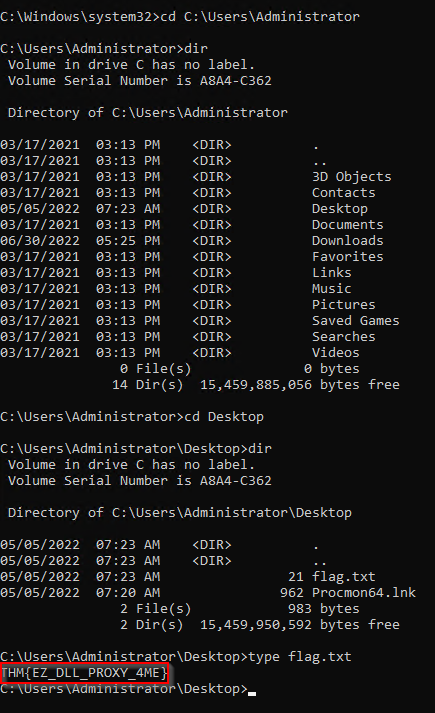 C:\Windows\system32>cd C:\Users\Administrator
C:\Users\Administrator>dir
 Volume in drive C has no label.
 Volume Serial Number is A8A4-C362
 Directory of C:\Users\Administrator
03/17/2021  03:13 PM    <DIR>          .
03/17/2021  03:13 PM    <DIR>          ..
03/17/2021  03:13 PM    <DIR>          3D Objects
03/17/2021  03:13 PM    <DIR>          Contacts
05/05/2022  07:23 AM    <DIR>          Desktop
03/17/2021  03:13 PM    <DIR>          Documents
06/30/2022  05:25 PM    <DIR>          Downloads
03/17/2021  03:13 PM    <DIR>          Favorites
03/17/2021  03:13 PM    <DIR>          Links
03/17/2021  03:13 PM    <DIR>          Music
03/17/2021  03:13 PM    <DIR>          Pictures
03/17/2021  03:13 PM    <DIR>          Saved Games
03/17/2021  03:13 PM    <DIR>          Searches
03/17/2021  03:13 PM    <DIR>          Videos
               0 File(s)              0 bytes
              14 Dir(s)  15,459,885,056 bytes free
C:\Users\Administrator>cd Desktop
C:\Users\Administrator\Desktop>dir
 Volume in drive C has no label.
 Volume Serial Number is A8A4-C362
 Directory of C:\Users\Administrator\Desktop
05/05/2022  07:23 AM    <DIR>          .
05/05/2022  07:23 AM    <DIR>          ..
05/05/2022  07:23 AM                21 flag.txt
05/05/2022  07:20 AM               962 Procmon64.lnk
               2 File(s)            983 bytes
               2 Dir(s)  15,459,950,592 bytes free
C:\Users\Administrator\Desktop>type flag.txt
THM{EZ_DLL_PROXY_4ME}
C:\Users\Administrator\Desktop>